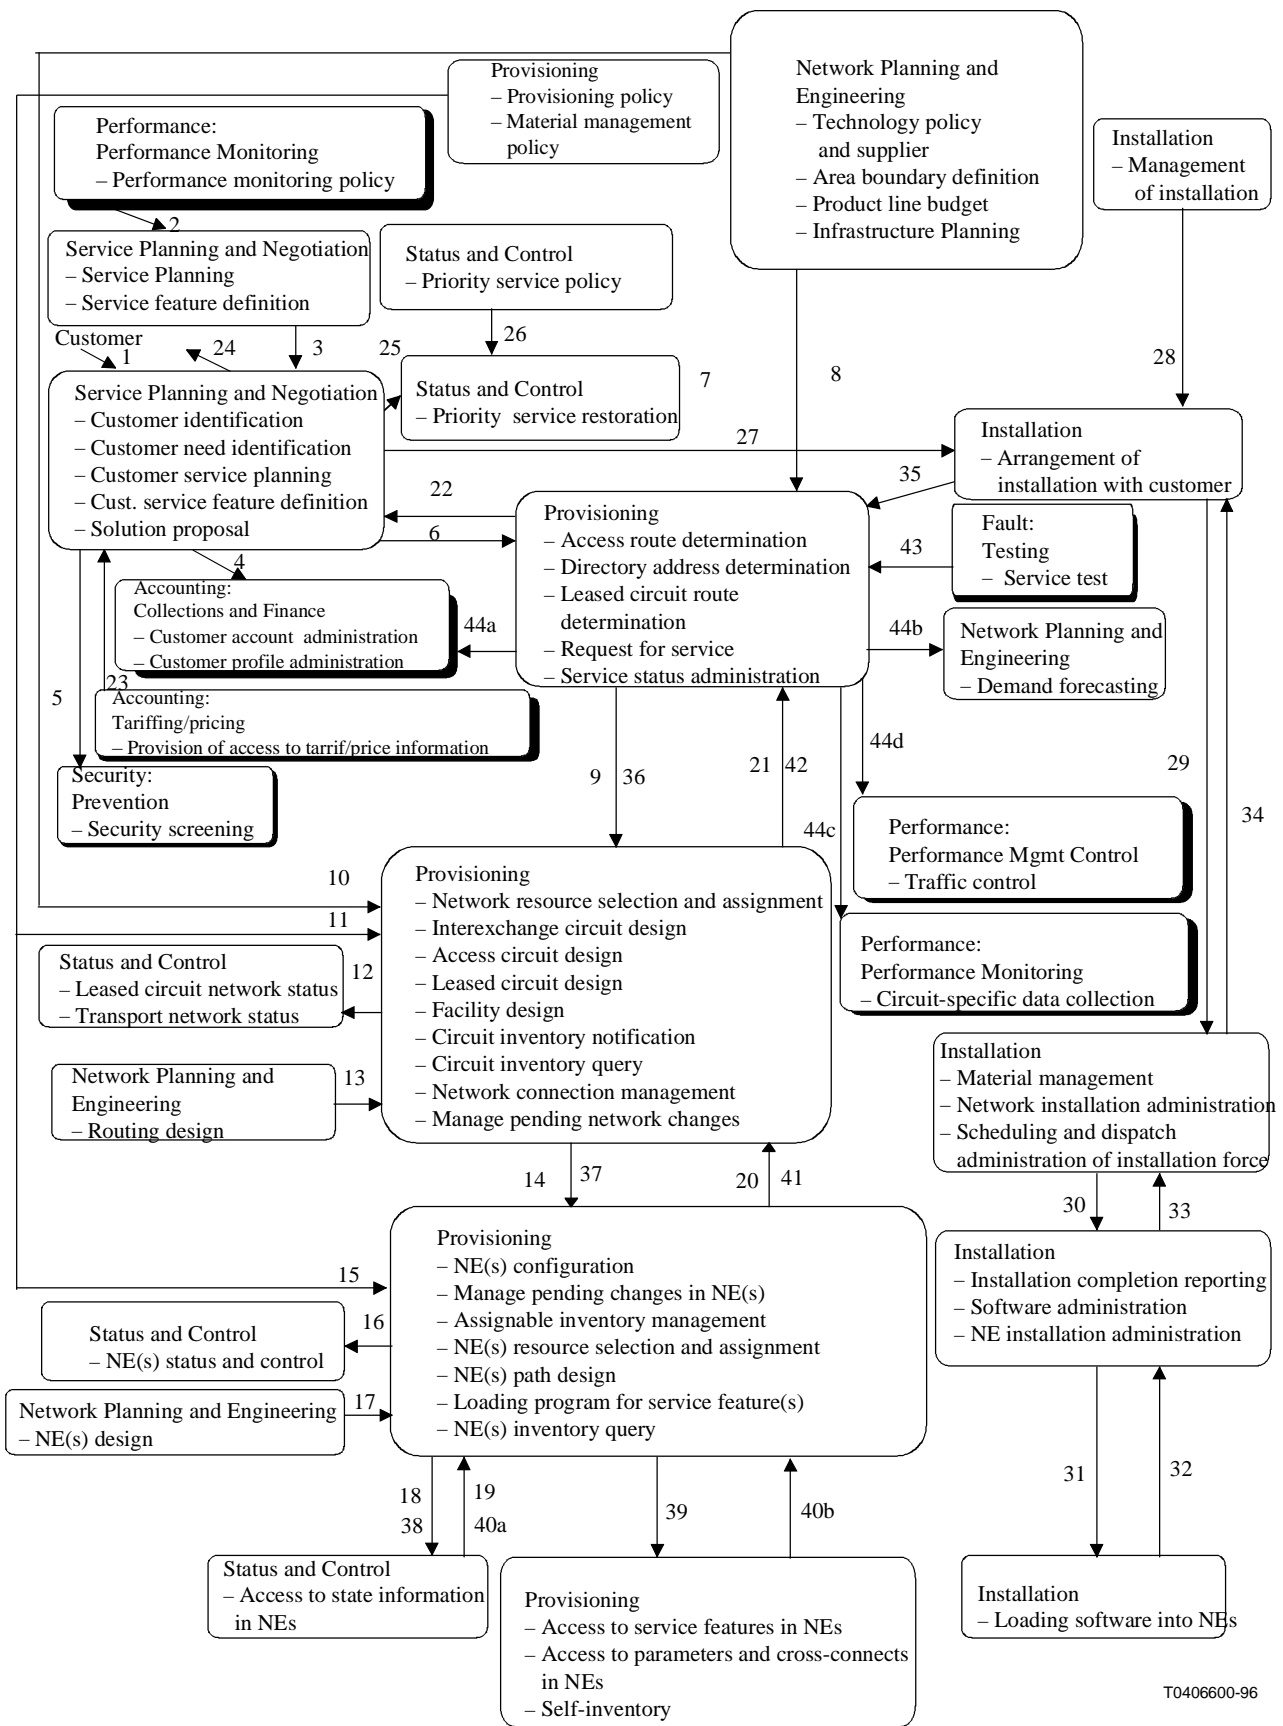 Network Planning and
Engineering
– Technology policy
and supplier
– Area boundary definition
– Product line budget
– Infrastructure Planning
Provisioning
– Provisioning policy
– Material management
policy
Performance:
Performance Monitoring
– Performance monitoring policy
Installation
– Management
of installation
2
Service Planning and Negotiation
– Service Planning
– Service feature definition
Status and Control
– Priority service policy
Customer
1
24
3
25
26
7
8
28
Service Planning and Negotiation
– Customer identification
– Customer need identification
– Customer service planning
– Cust. service feature definition
– Solution proposal
Status and Control
– Priority service restoration
27
Installation
– Arrangement of
installation with customer
35
22
6
Provisioning
– Access route determination
– Directory address determination
– Leased circuit route
determination
– Request for service
– Service status administration
43
Fault:
Testing
– Service test
4
Accounting:
Collections and Finance
– Customer account administration
– Customer profile administration
44a
44b
Network Planning and
Engineering
– Demand forecasting
5
23
Accounting:
Tariffing/pricing
– Provision of access to tarrif/price information
44d
Security:
Prevention
– Security screening
9
36
21
42
44c
29
34
Performance:
Performance Mgmt Control
– Traffic control
10
11
Provisioning
– Network resource selection and assignment
– Interexchange circuit design
– Access circuit design
– Leased circuit design
– Facility design
– Circuit inventory notification
– Circuit inventory query
– Network connection management
– Manage pending network changes
Performance:
Performance Monitoring
– Circuit-specific data collection
12
Status and Control
– Leased circuit network status
– Transport network status
13
Network Planning and
Engineering
– Routing design
Installation
– Material management
– Network installation administration
– Scheduling and dispatch
administration of installation force
14
37
20
41
30
33
Provisioning
– NE(s) configuration
– Manage pending changes in NE(s)
– Assignable inventory management
– NE(s) resource selection and assignment
– NE(s) path design
– Loading program for service feature(s)
– NE(s) inventory query
Installation
– Installation completion reporting
– Software administration
– NE installation administration
15
16
Status and Control
– NE(s) status and control
17
Network Planning and Engineering
– NE(s) design
18
38
19
40a
39
40b
31
32
Status and Control
– Access to state information
in NEs
Provisioning
– Access to service features in NEs
– Access to parameters and cross-connects
in NEs
– Self-inventory
Installation
– Loading software into NEs
T0406600-96